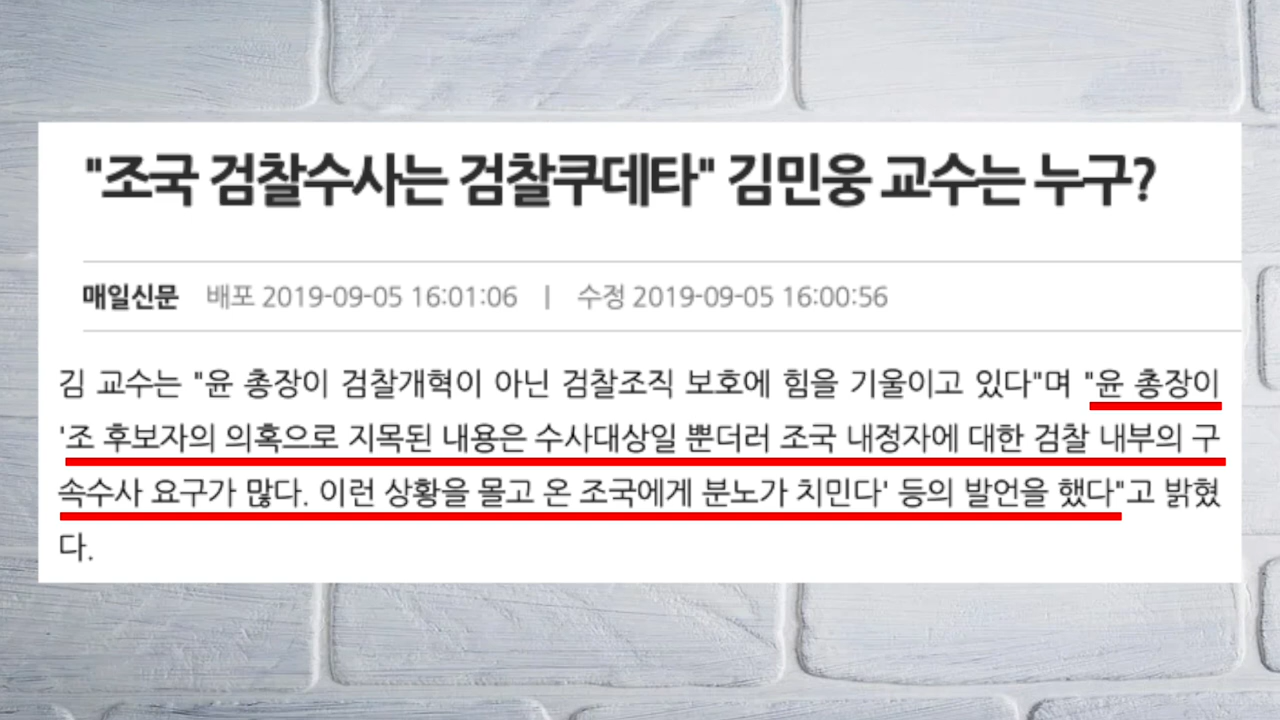 "조국 검찰수사는 검찰쿠데타" 김민웅 교수는 누구?
매일신문 배포 2019-09-05 16:01:06 | 수정 2019-09-05 16:00:56
김 교수는 "윤 총장이 검찰개혁이 아닌 검찰조직 보호에 힘을 기울이고 있다"며 "윤 총장이
'조 후보자의 의혹으로 지목된 내용은 수사대상일 뿐더러 조국 내정자에 대한 검찰 내부의 구
속수사 요구가 많다. 이런 상황을 몰고 온 조국에게 분노가 치민다' 등의 발언을 했다"고 밝혔
다.